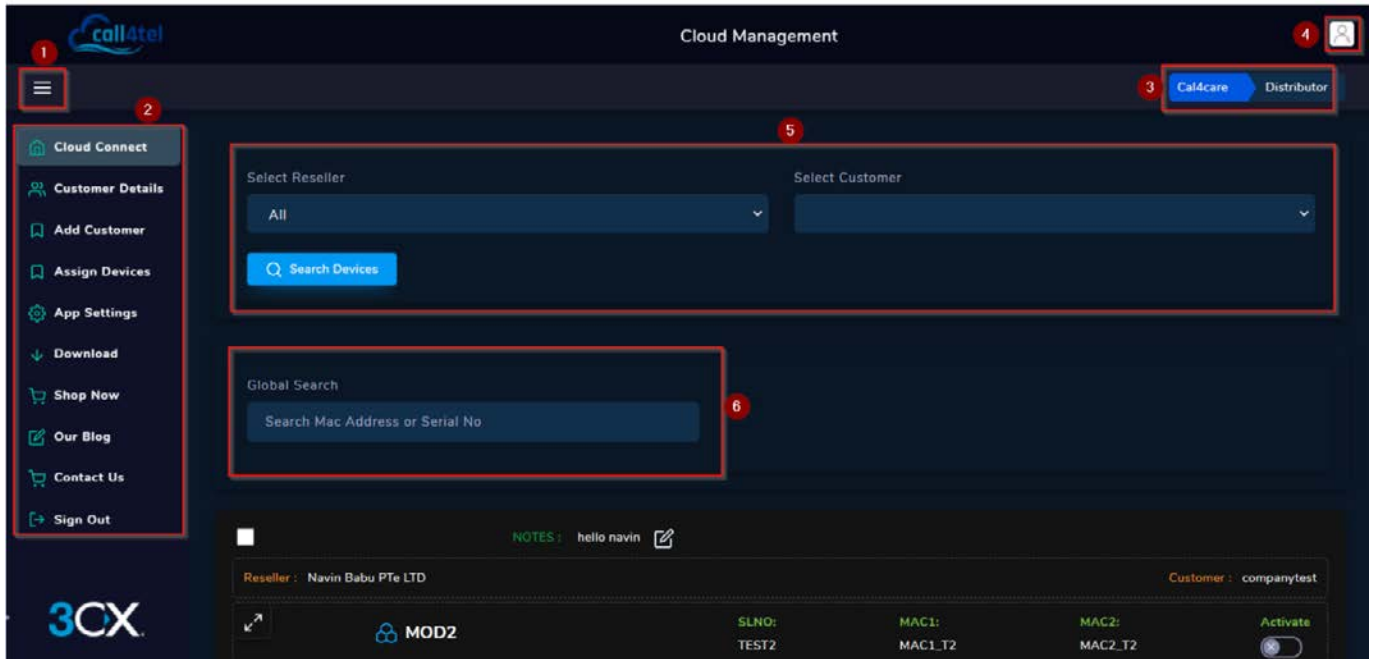 call4tel
Cloud Management
4
1
3
Cal4care
Distributor
2
5
Cloud Connect
Customer Details
Add Customer
Assign Devices
App Settings
Download
Shop Now
Our Blog
Contact Us
Sign Out
3CX
Select Reseller
Select Customer
All
Search Devices
Global Search
Search Mac Address or Serial No
6
NOTES : hello navin
Reseller : Navin Babu PTe LTD
Customer : companytest
MOD2
SLNO:
TEST2
MAC1:
MAC1_T2
MAC2:
MAC2_T2
Activate